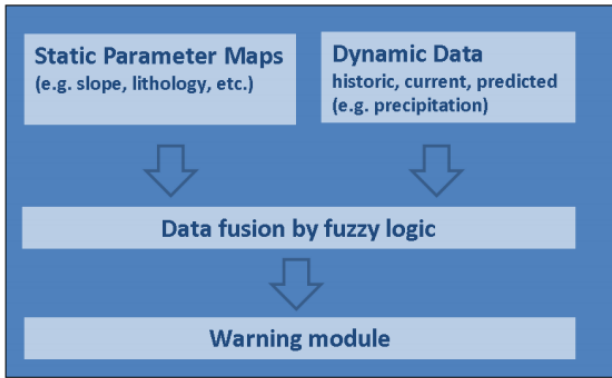 Static Parameter Maps
(e.g. slope, lithology, etc.)
Dynamic Data
historic, current, predicted
(e.g. precipitation)
Data fusion by fuzzy logic
Warning module